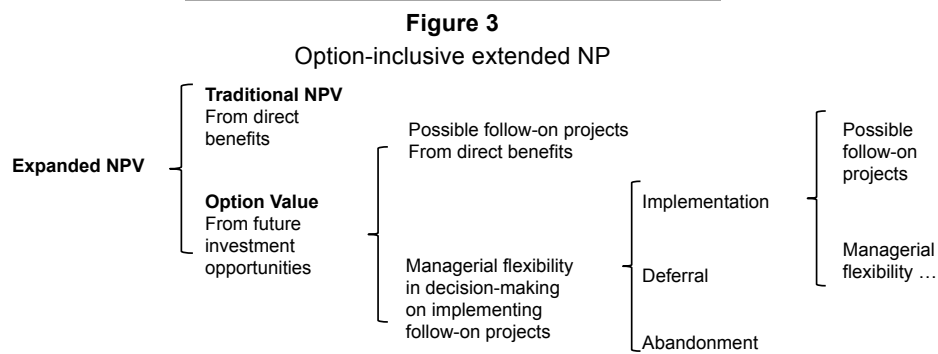 Figure 3
Option-inclusive extended NP
Expanded NPV
Traditional NPV
From direct
benefits
Option Value
From future
investment
opportunities
Possible follow-on projects
From direct benefits
Managerial flexibility
in decision-making
on implementing
follow-on projects
Implementation
Deferral
Abandonment
Possible
follow-on
projects
Managerial
flexibility …